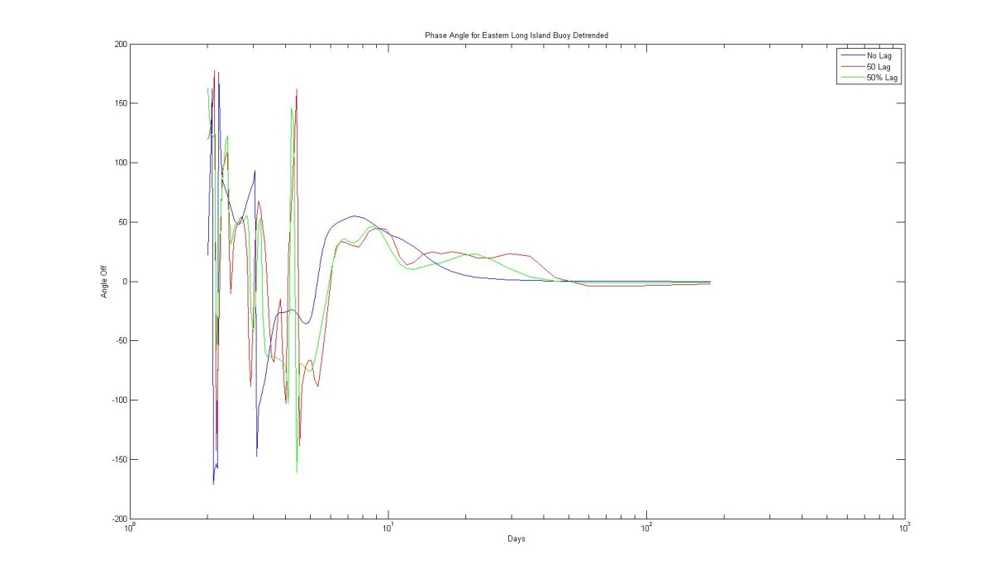 Phase Angle for Eastern Long Island Buoy Detrended
200
150
100
50
0
-50
-100
-150
-200
Angle Off
10^0
10^1
10^2
10^3
Days
No Lag
50 Lag
50% Lag